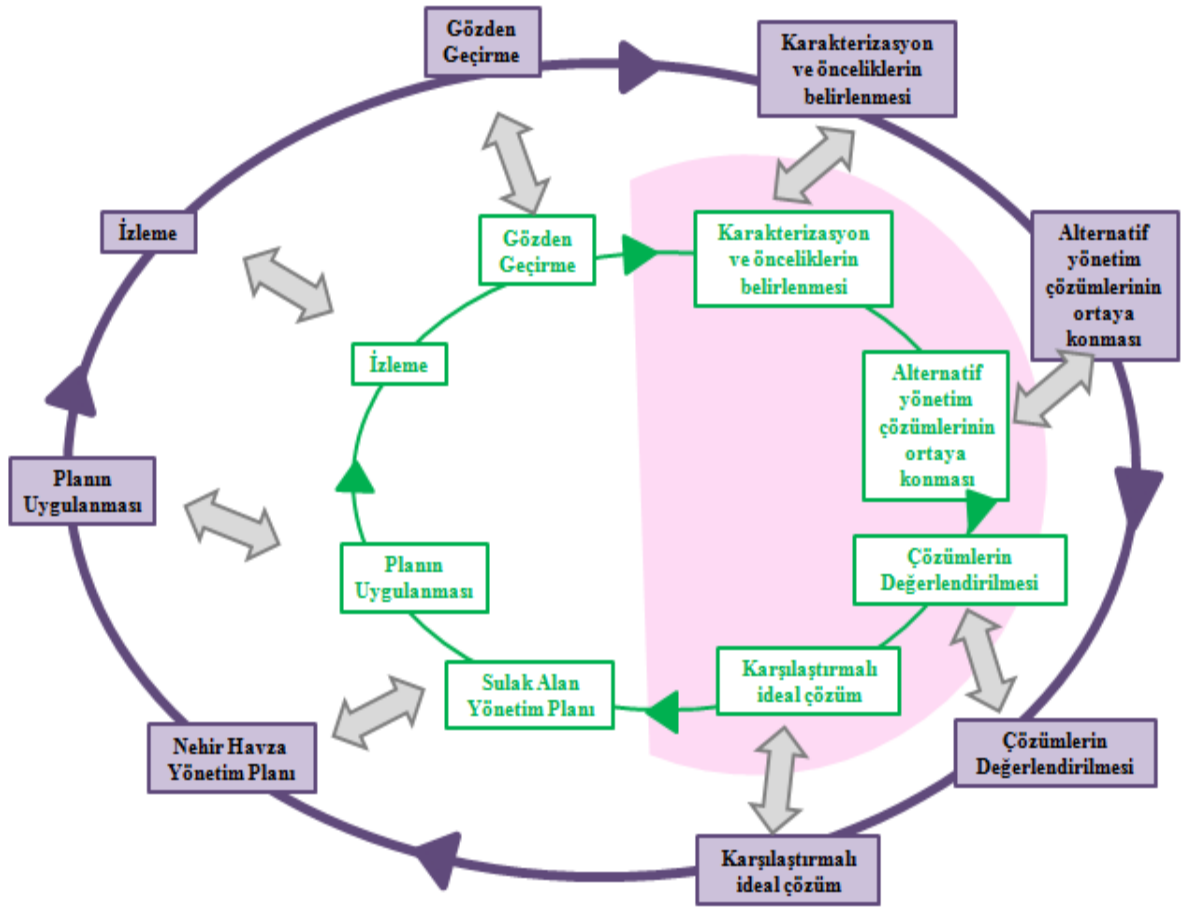 Gözden
Geçirme
Karakterizasyon
ve önceliklerin
belirlenmesi
Alternatif
yönetim
çözümlerinin
ortaya
konması
Çözümlerin
Değerlendirilmesi
Karşılaştırmalı
ideal çözüm
Nehir Havza
Yönetim Planı
Planın
Uygulanması
İzleme
Gözden
Geçirme
Karakterizasyon
ve önceliklerin
belirlenmesi
Alternatif
yönetim
çözümlerinin
ortaya
konması
Çözümlerin
Değerlendirilmesi
Karşılaştırmalı
ideal çözüm
Sulak Alan
Yönetim Planı
Planın
Uygulanması
İzleme